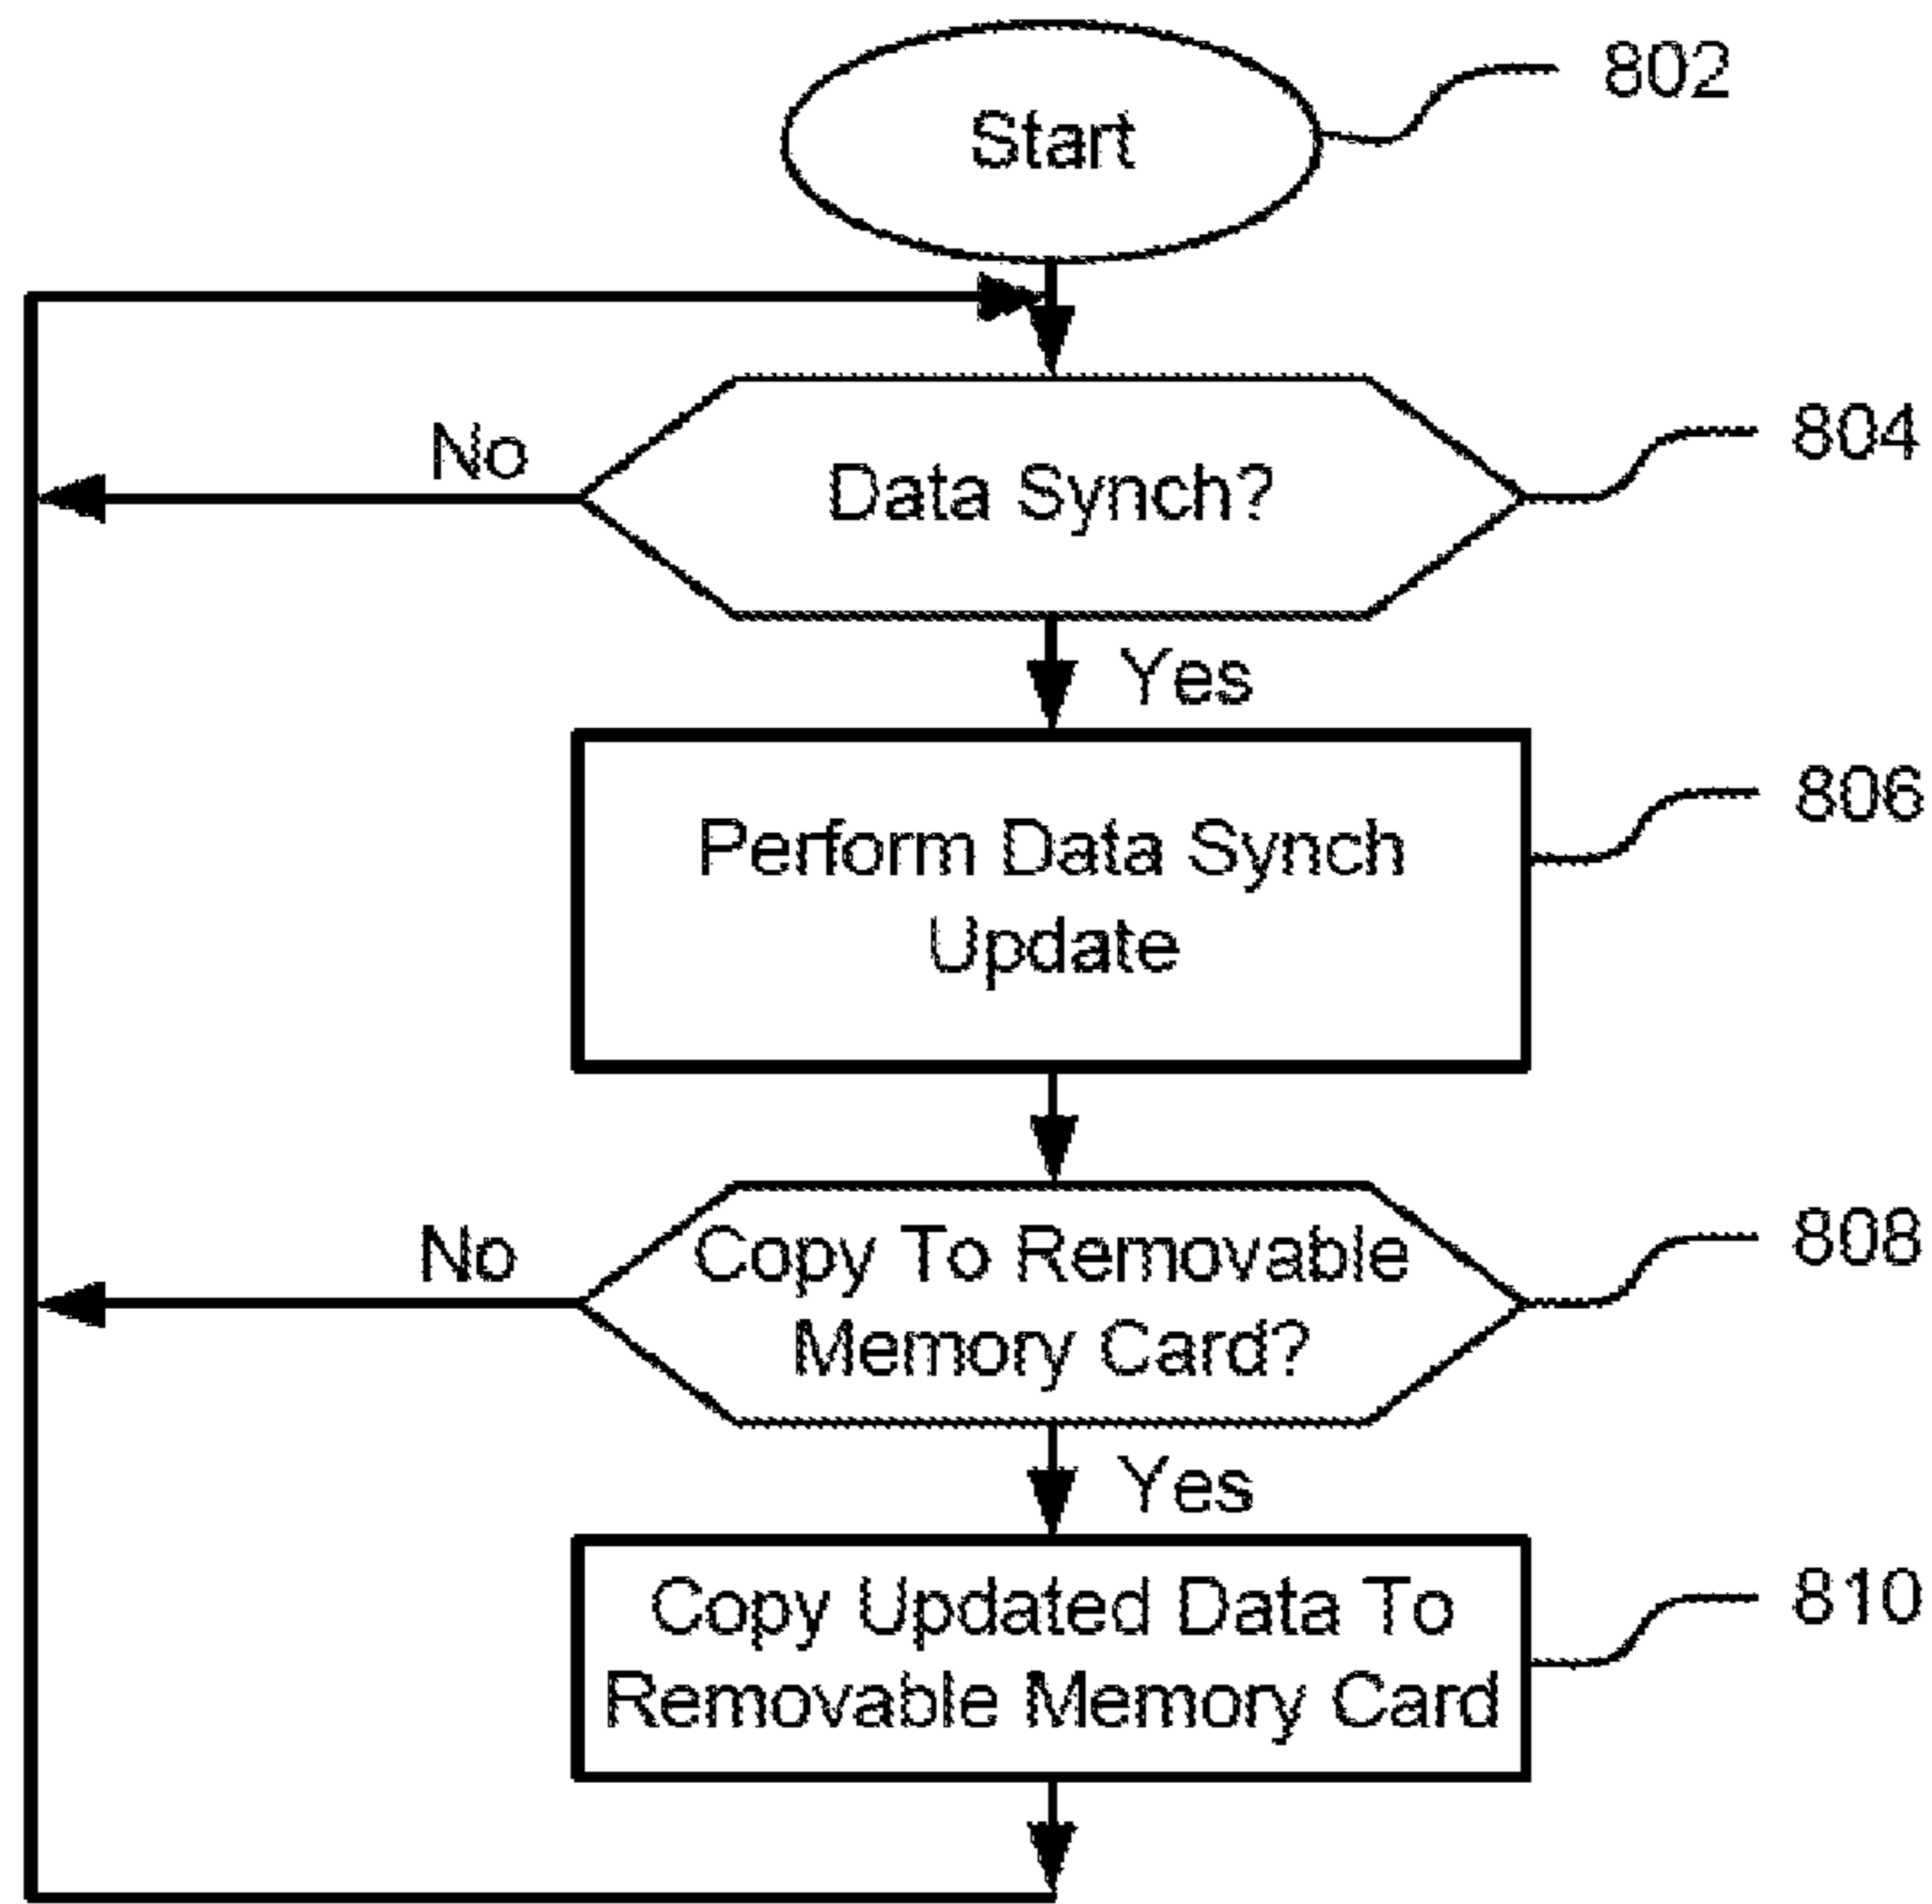 Start
802
No
Data Synch?
804
Yes
Perform Data Synch
Update
806
No
Copy To Removable
Memory Card?
808
Yes
Copy Updated Data To
Removable Memory Card
810